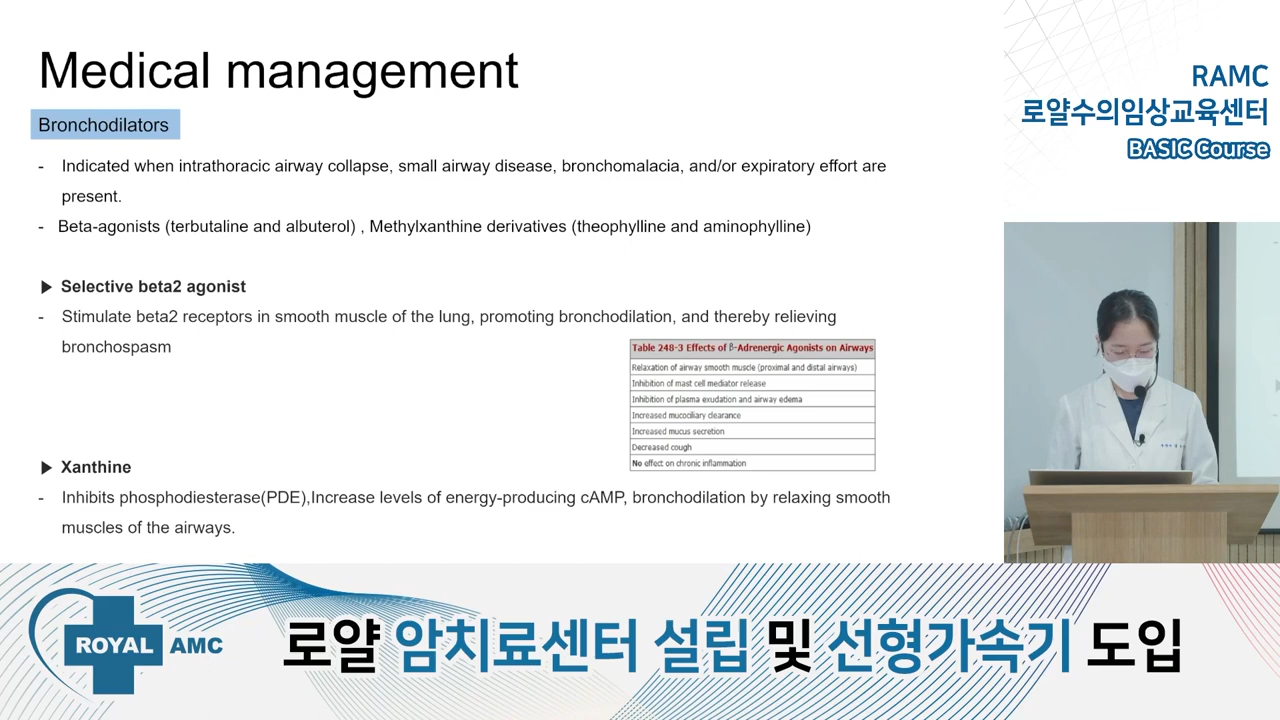 Medical management
Bronchodilators
- Indicated when intrathoracic airway collapse, small airway disease, bronchomalacia, and/or expiratory effort are
present.
- Beta-agonists (terbutaline and albuterol) , Methylxanthine derivatives (theophylline and aminophylline)
▶ Selective beta2 agonist
- Stimulate beta2 receptors in smooth muscle of the lung, promoting bronchodilation, and thereby relieving
bronchospasm
Table 248-3 Effects of β-Adrenergic Agonists on Airways
Relaxation of airway smooth muscle (proximal and distal airways)
Inhibition of mast cell mediator release
Inhibition of plasma exudation and airway edema
Increased mucociliary clearance
Increased mucus secretion
Decreased cough
No effect on chronic inflammation
▶ Xanthine
- Inhibits phosphodiesterase(PDE),Increase levels of energy-producing cAMP, bronchodilation by relaxing smooth
muscles of the airways.
RAMC
로얄수의임상교육센터
BASIC Course
ROYAL AMC
로얄 암치료센터 설립 및 선형가속기 도입